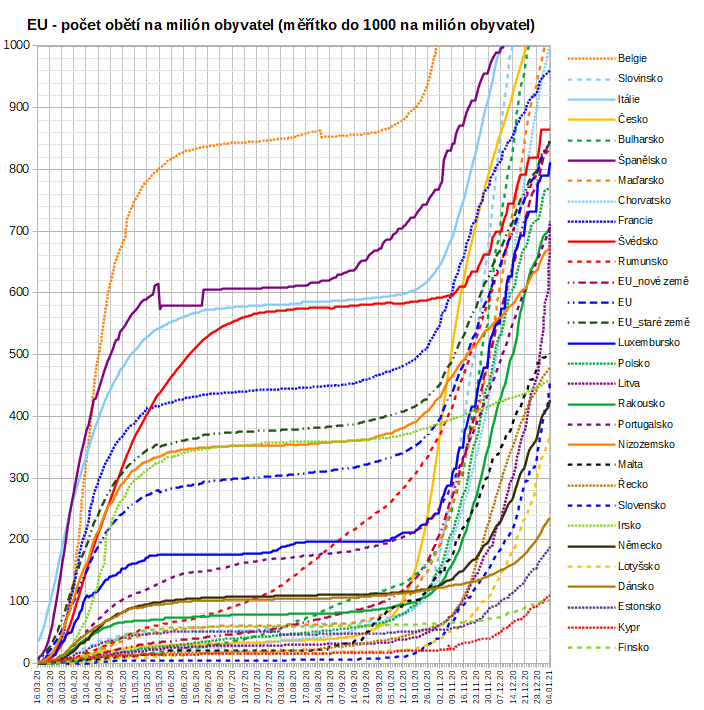 EU - počet obětí na milión obyvatel (měřítko do 1000 na milión obyvatel)
1000
900
800
700
600
500
400
300
200
100
0
16.03.20
23.03.20
30.03.20
06.04.20
13.04.20
20.04.20
27.04.20
04.05.20
11.05.20
18.05.20
25.05.20
01.06.20
08.06.20
15.06.20
22.06.20
29.06.20
06.07.20
13.07.20
20.07.20
27.07.20
03.08.20
10.08.20
17.08.20
24.08.20
31.08.20
07.09.20
14.09.20
21.09.20
28.09.20
05.10.20
12.10.20
19.10.20
26.10.20
02.11.20
09.11.20
16.11.20
23.11.20
30.11.20
07.12.20
14.12.20
21.12.20
28.12.20
04.01.21
Belgie
Slovinsko
Itálie
Česko
Bulharsko
Španělsko
Maďarsko
Chorvatsko
Francie
Švédsko
Rumunsko
EU_nové země
EU
EU_staré země
Luxembursko
Polsko
Litva
Rakousko
Portugalsko
Nizozemsko
Malta
Řecko
Slovensko
Irsko
Německo
Lotyšsko
Dánsko
Estonsko
Kypr
Finsko